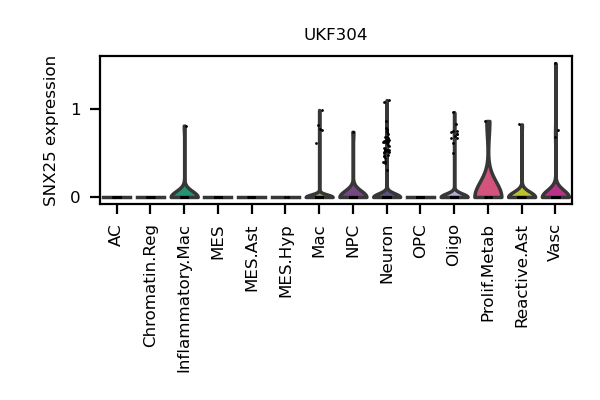 UKF304
SNX25 expression
1
0
AC
Chromatin.Reg
Inflammatory.Mac
MES
MES.Ast
MES.Hyp
Mac
NPC
Neuron
OPC
Oligo
Prolif.Metab
Reactive.Ast
Vasc